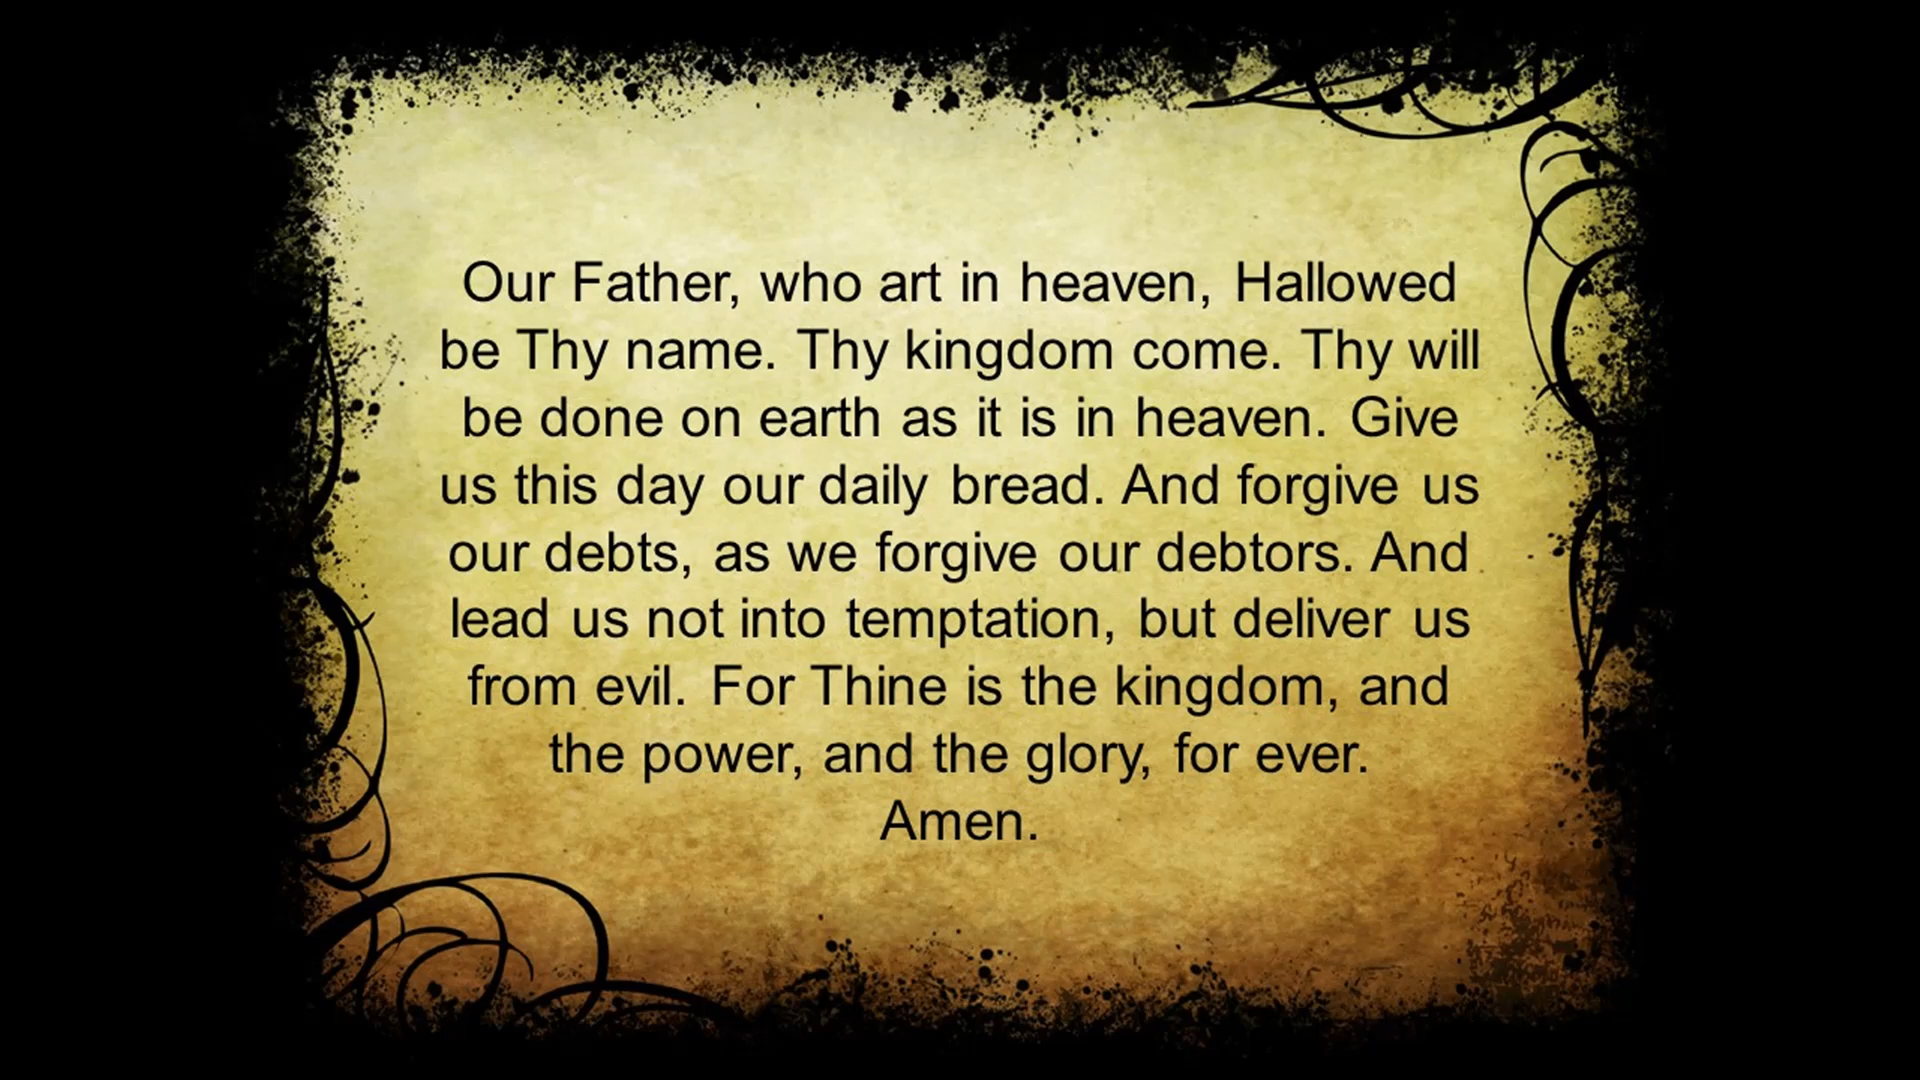 Our Father, who art in heaven, Hallowed
be Thy name. Thy kingdom come. Thy will
be done on earth as it is in heaven. Give
us this day our daily bread. And forgive us
our debts, as we forgive our debtors. And
lead us not into temptation, but deliver us
from evil. For Thine is the kingdom, and
the power, and the glory, for ever.
Amen.